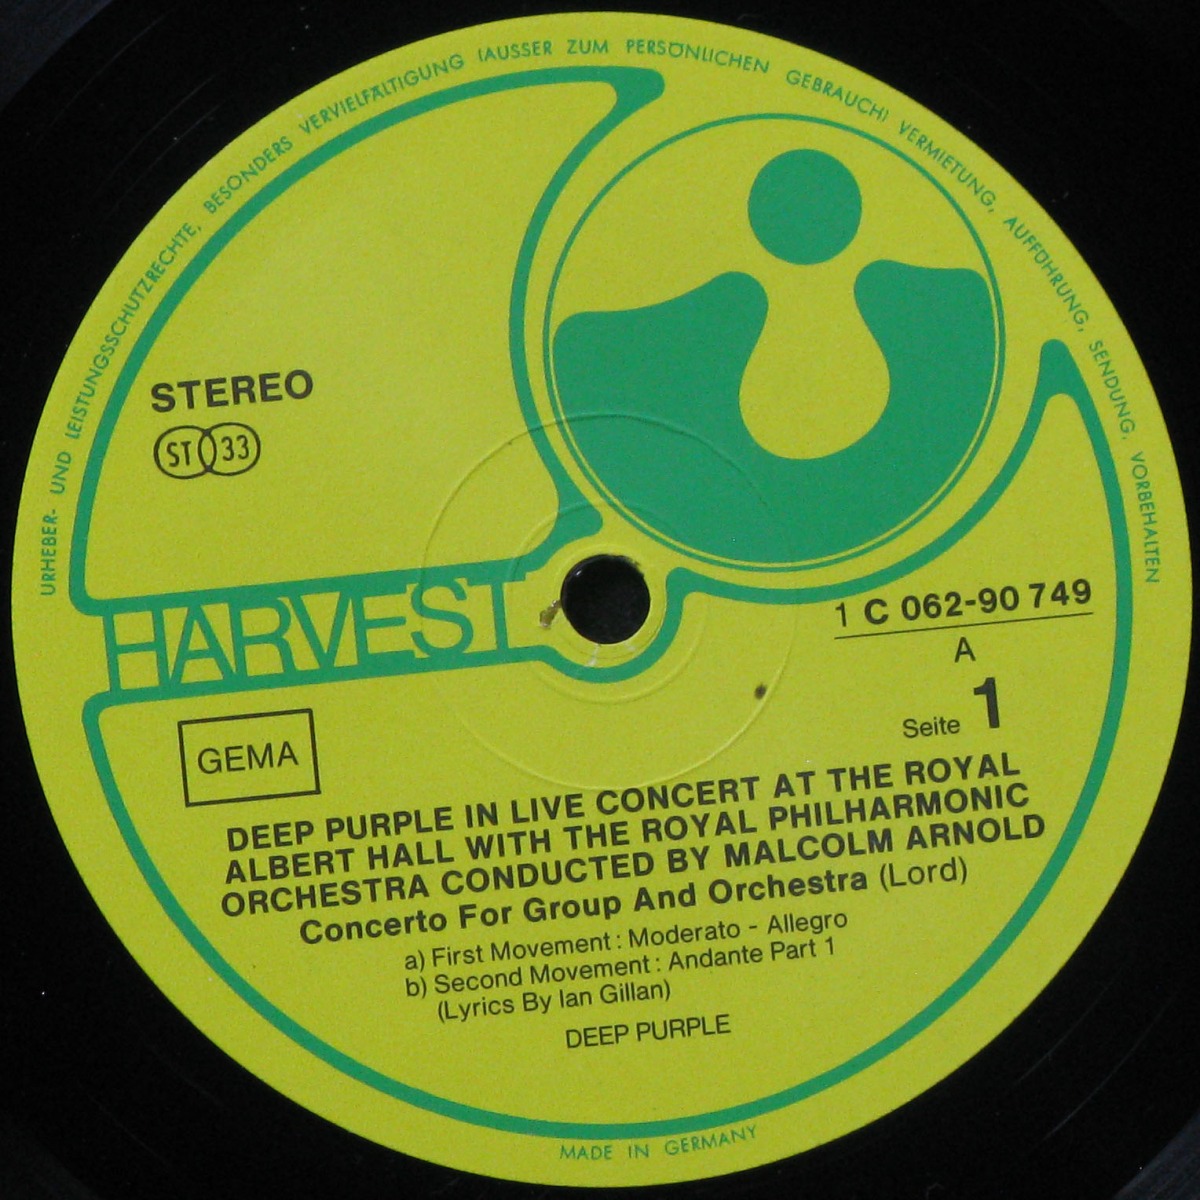 URHEBER- UND LEISTUNGSSCHUTZRECHTE, BESONDERS VERVIELFÄLTIGUNG (AUSSER ZUM PERSÖNLICHEN GEBRAUCH) VERMIETUNG, AUFFÜHRUNG, SENDUNG, VORBEHALTEN
STEREO
ST 33
HARVEST
1 C 062-90 749
A
Seite 1
GEMA
DEEP PURPLE IN LIVE CONCERT AT THE ROYAL
ALBERT HALL WITH THE ROYAL PHILHARMONIC
ORCHESTRA CONDUCTED BY MALCOLM ARNOLD
Concerto For Group And Orchestra (Lord)
a) First Movement: Moderato - Allegro
b) Second Movement: Andante Part 1
(Lyrics By Ian Gillan)
DEEP PURPLE
MADE IN GERMANY